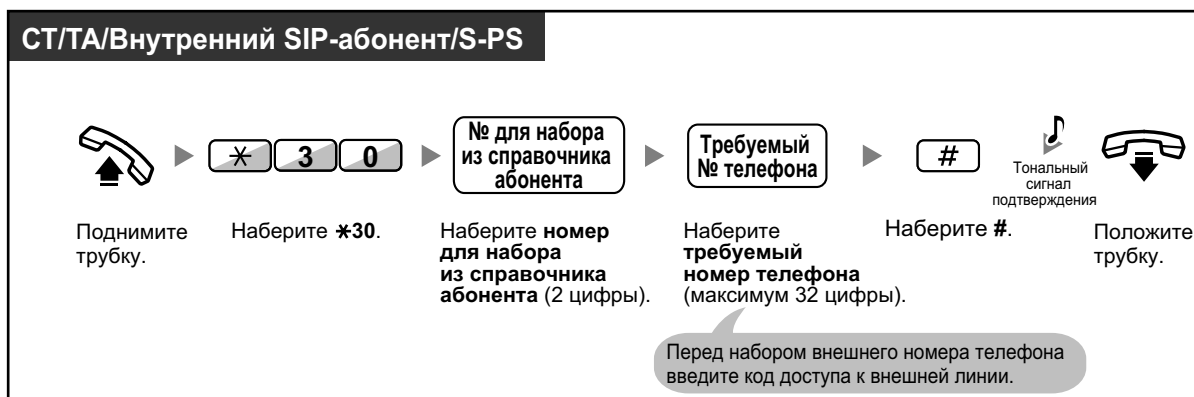 СТ/ТА/Внутренний SIP-абонент/S-PS
✳ 3 0
№ для набора
из справочника
абонента
Требуемый
№ телефона
#
Тональный
сигнал
подтверждения
Поднимите
трубку.
Наберите ✳30.
Наберите номер
для набора
из справочника
абонента (2 цифры).
Наберите
требуемый
номер телефона
(максимум 32 цифры).
Наберите #.
Положите
трубку.
Перед набором внешнего номера телефона
введите код доступа к внешней линии.